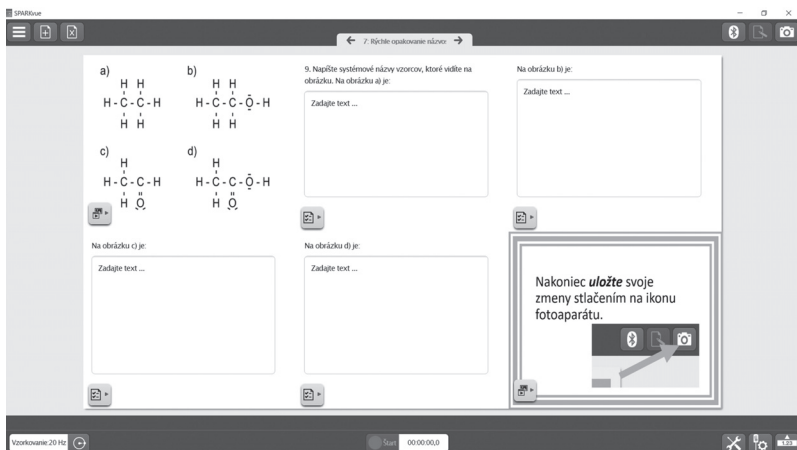 SPARKvue
7: Rýchle opakovanie názvov
a)
H H
H - C - C - H
H H
b)
H H
H - C - C - O - H
H H
c)
H
H - C - C - H
H O
d)
H
H - C - C - O - H
H O
9. Napíšte systémové názvy vzorcov, ktoré vidíte na
obrázku. Na obrázku a) je:
Zadajte text ...
Na obrázku b) je:
Zadajte text ...
Na obrázku c) je:
Zadajte text ...
Na obrázku d) je:
Zadajte text ...
Nakoniec uložte svoje
zmeny stlačením na ikonu
fotoaparátu.
Vzorkovanie:20 Hz
Štart
00:00:00,0
1.23